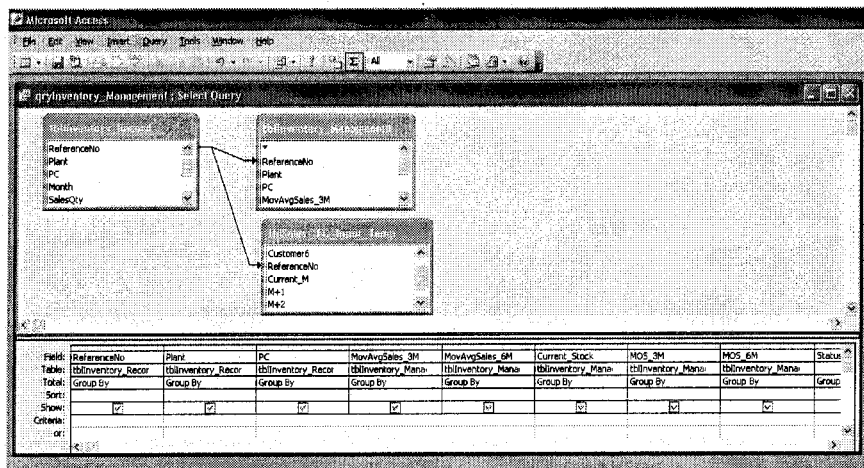 Microsoft Access
File Edit View Insert Query Tools Window Help
All
qryInventory_Management : Select Query
tblInventory_Record
ReferenceNo
Plant
PC
Month
SalesQty
tblInventory_Management
*
ReferenceNo
Plant
PC
MovAvgSales_3M
Customer6
ReferenceNo
Current_M
M+1
M+2
Field: ReferenceNo Plant PC MovAvgSales_3M MovAvgSales_6M Current_Stock MOS_3M MOS_6M Status
Table: tblInventory_Recor tblInventory_Recor tblInventory_Recor tblInventory_Mana tblInventory_Mana tblInventory_Mana tblInventory_Mana tblInventory_Mana
Total: Group By Group By Group By Group By Group By Group By Group By Group By Group
Sort:
Show:
Criteria:
or: